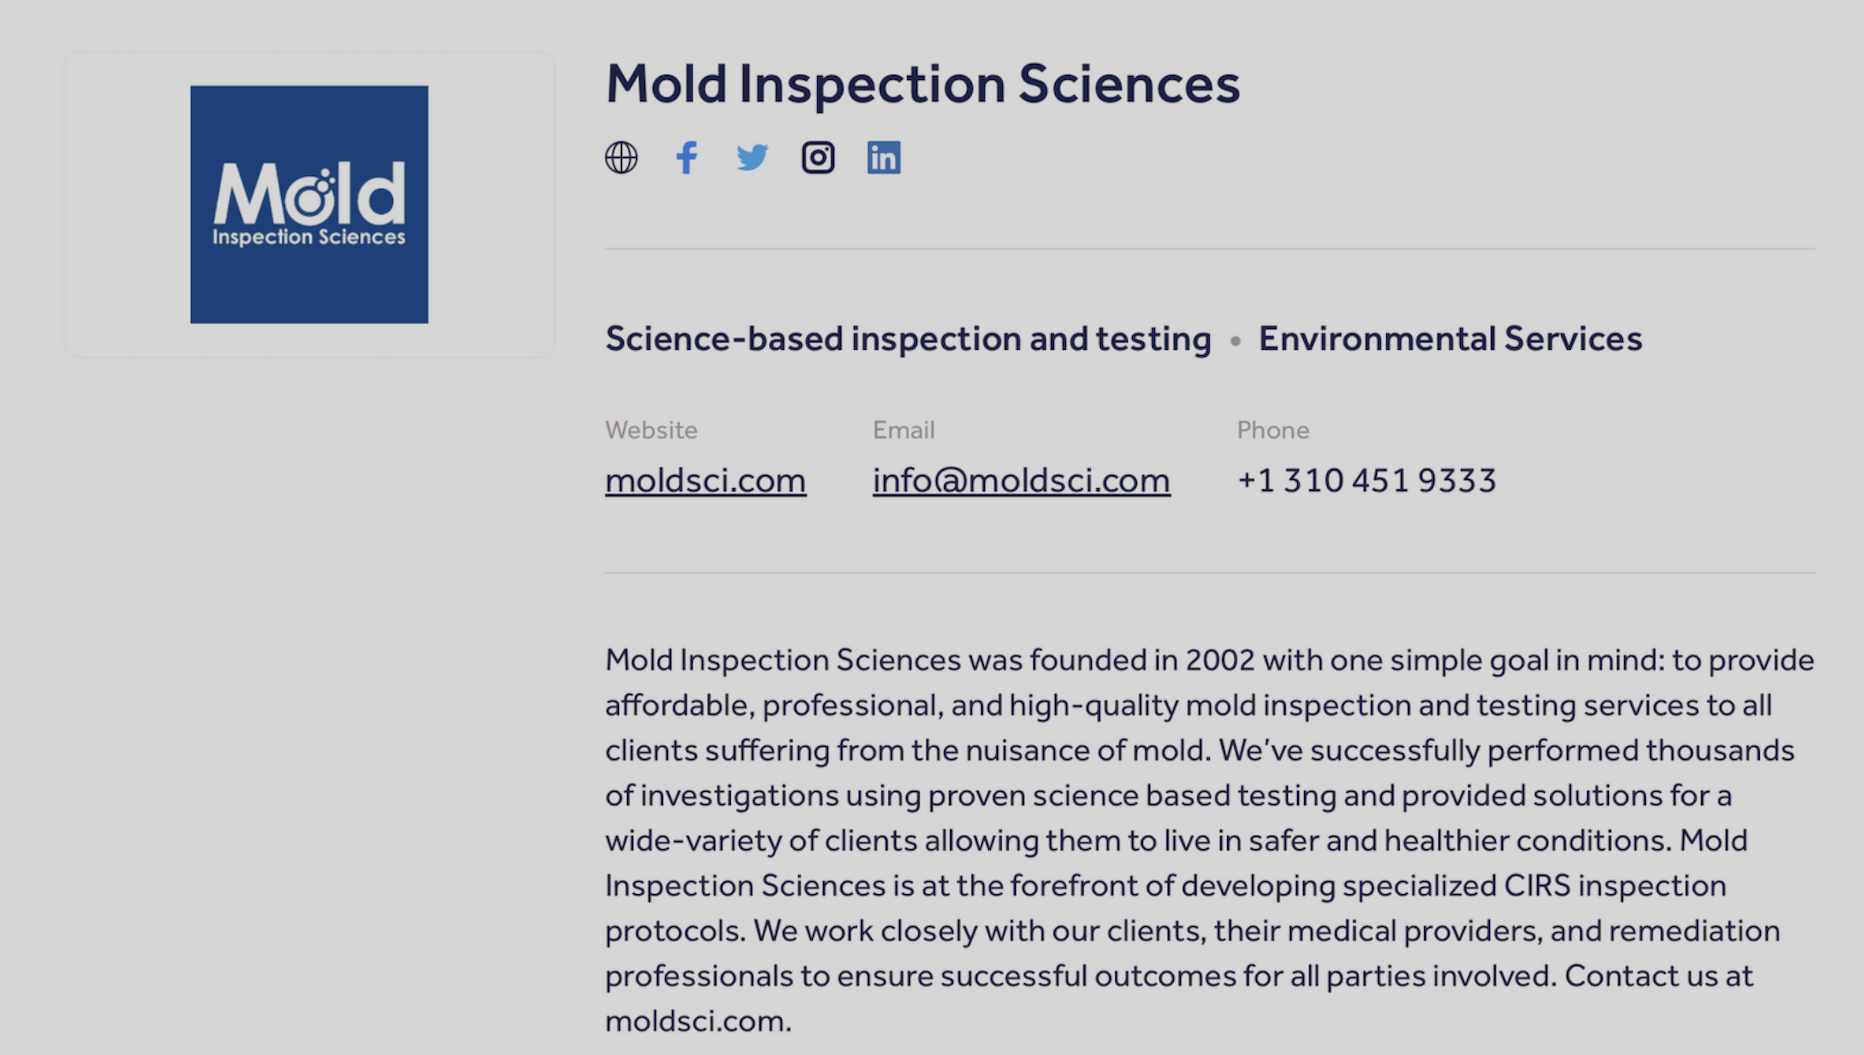 Mold
Inspection Sciences
Mold Inspection Sciences
Science-based inspection and testing • Environmental Services
Website
moldsci.com
Email
info@moldsci.com
Phone
+1 310 451 9333
Mold Inspection Sciences was founded in 2002 with one simple goal in mind: to provide
affordable, professional, and high-quality mold inspection and testing services to all
clients suffering from the nuisance of mold. We’ve successfully performed thousands
of investigations using proven science based testing and provided solutions for a
wide-variety of clients allowing them to live in safer and healthier conditions. Mold
Inspection Sciences is at the forefront of developing specialized CIRS inspection
protocols. We work closely with our clients, their medical providers, and remediation
professionals to ensure successful outcomes for all parties involved. Contact us at
moldsci.com.